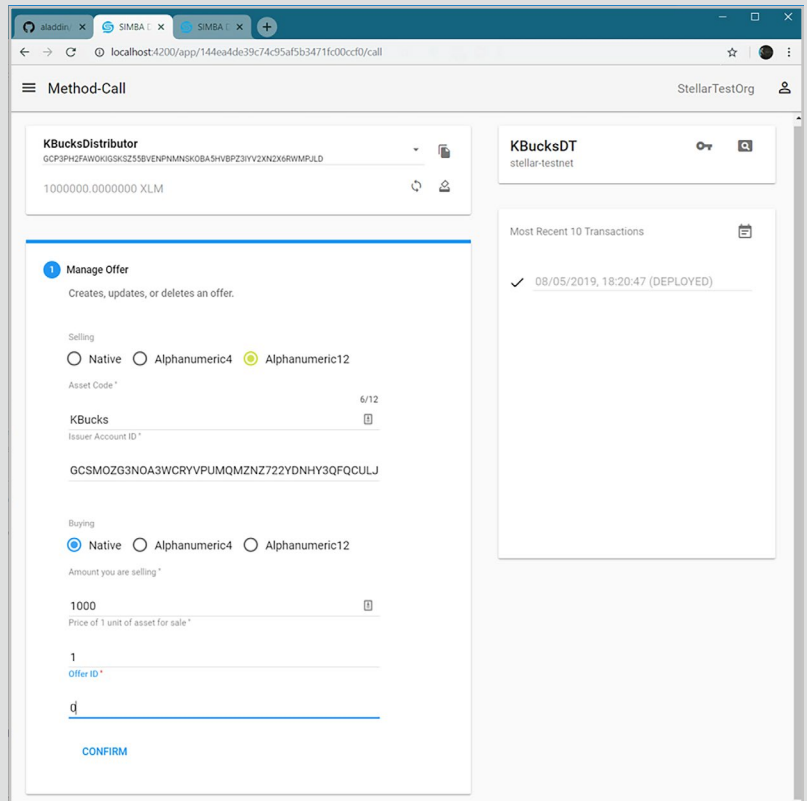 aladdin/
SIMBA
SIMBA
localhost:4200/app/144ea4de39c74c95af5b3471fc00ccf0/call
Method-Call
StellarTestOrg
KBucksDistributor
GCP3PH2FAWOKIGSKSZ55BVENPNMNSKOBA5HVBPZ3IYV2XN2X6RWMPJLD
1000000.0000000 XLM
KBucksDT
stellar-testnet
Most Recent 10 Transactions
08/05/2019, 18:20:47 (DEPLOYED)
1 Manage Offer
Creates, updates, or deletes an offer.
Selling
Native Alphanumeric4 Alphanumeric12
Asset Code *
6/12
KBucks
Issuer Account ID *
GCSMOZG3NOA3WCRYVPUMQMZNZ722YDNHY3QFQCULJ
Buying
Native Alphanumeric4 Alphanumeric12
Amount you are selling *
1000
Price of 1 unit of asset for sale *
1
Offer ID *
0
CONFIRM